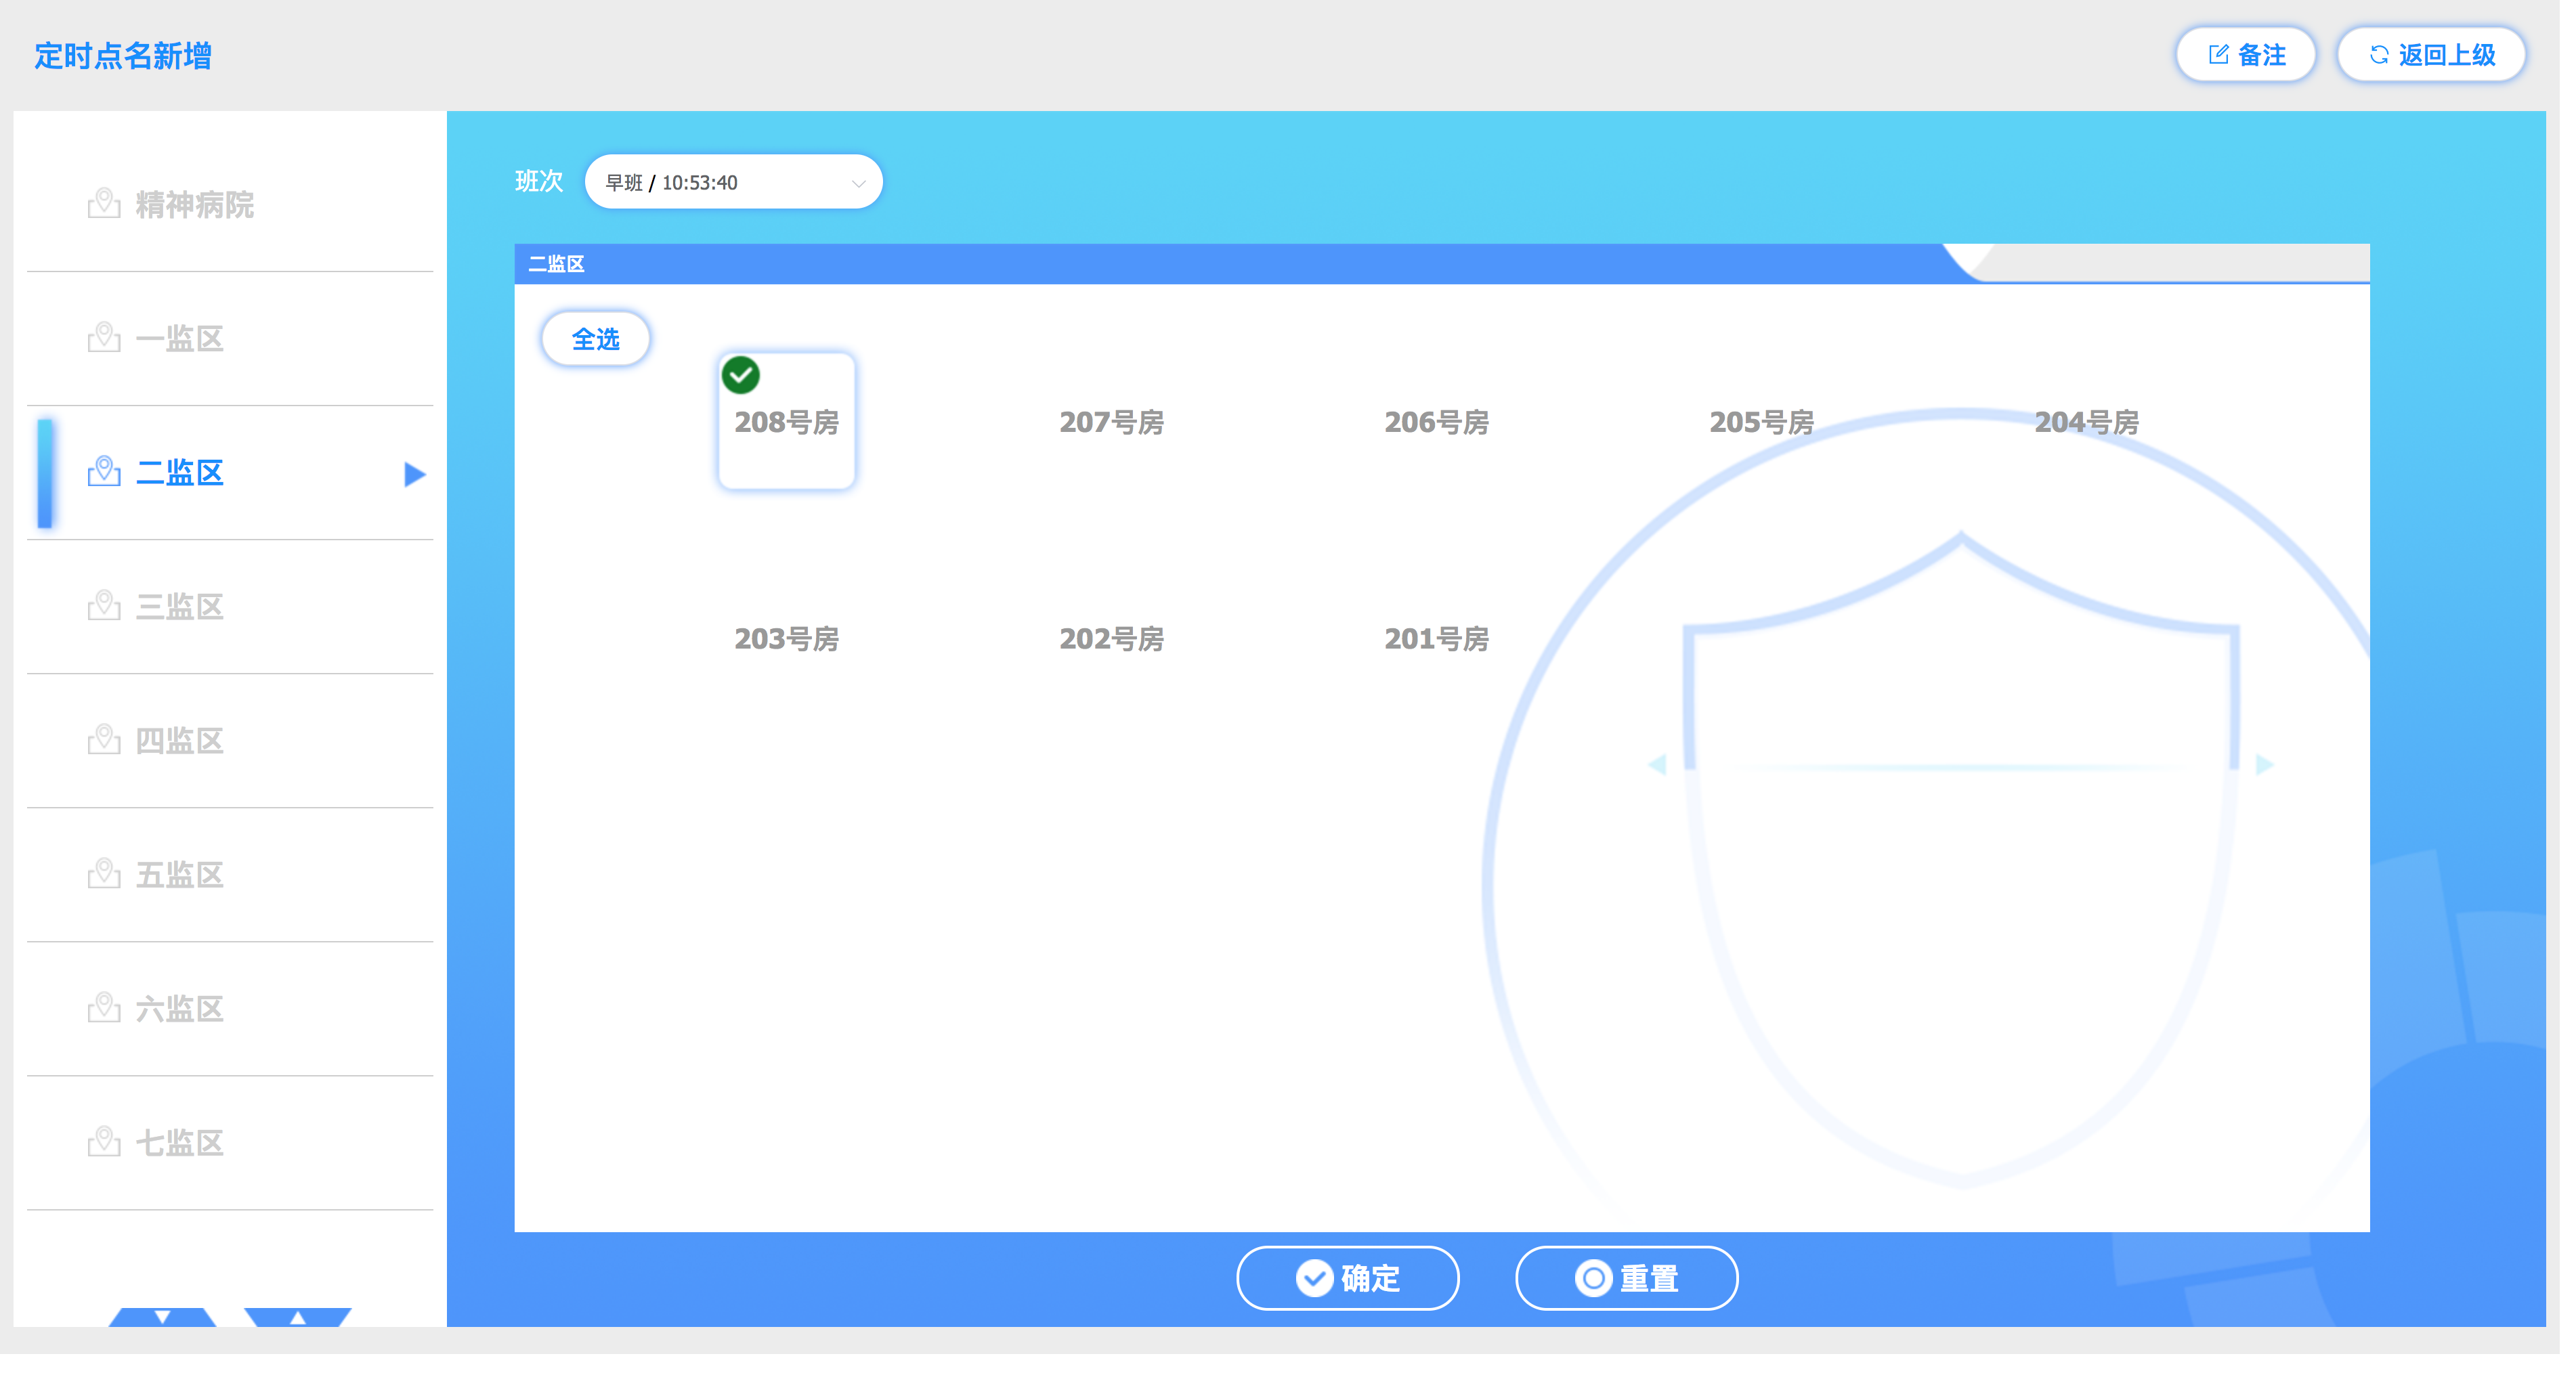 定时点名新增
备注
返回上级
精神病院
一监区
二监区
三监区
四监区
五监区
六监区
七监区
班次
早班 / 10:53:40
二监区
全选
208号房
207号房
206号房
205号房
204号房
203号房
202号房
201号房
确定
重置